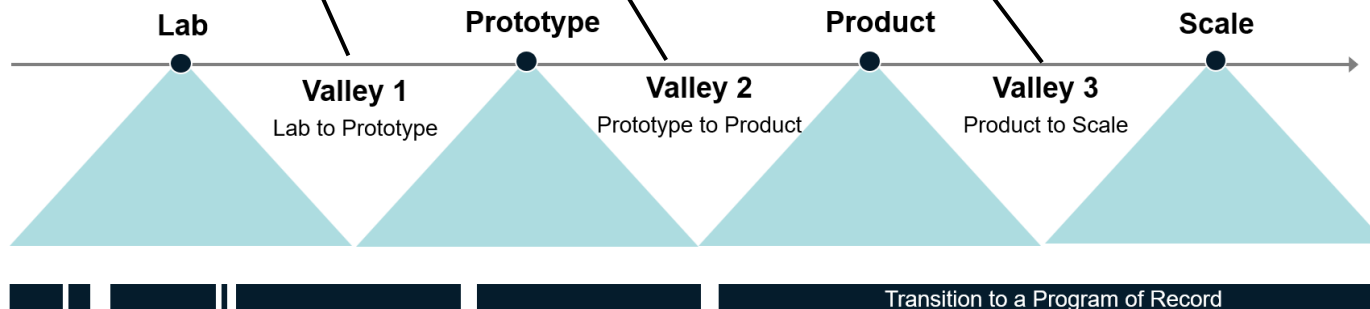 Lab
Prototype
Product
Scale
Valley 1
Lab to Prototype
Valley 2
Prototype to Product
Valley 3
Product to Scale
Transition to a Program of Record